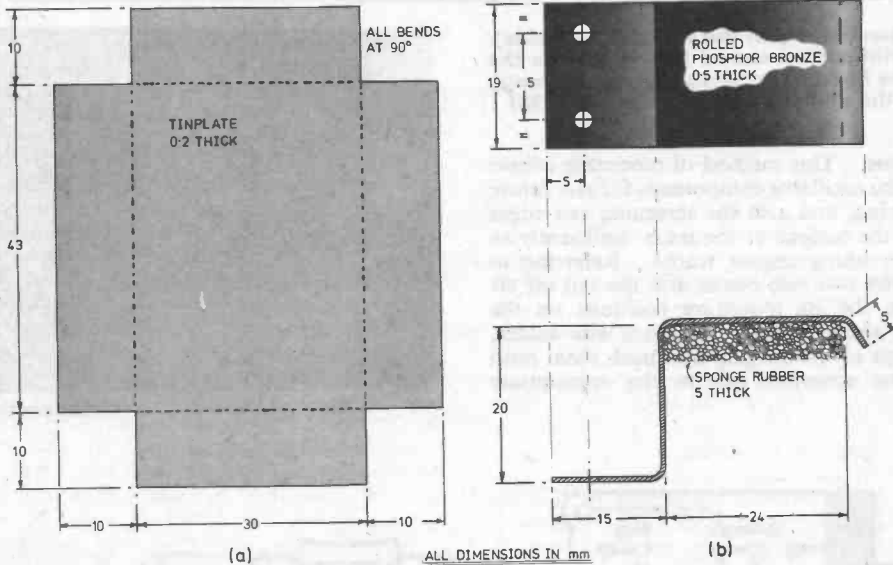 10
43
10
10
30
10
ALL BENDS
AT 90°
TINPLATE
0·2 THICK
(a)
=
19
5
=
5
ROLLED
PHOSPHOR BRONZE
0·5 THICK
5
20
SPONGE RUBBER
5 THICK
15
24
(b)
ALL DIMENSIONS IN mm